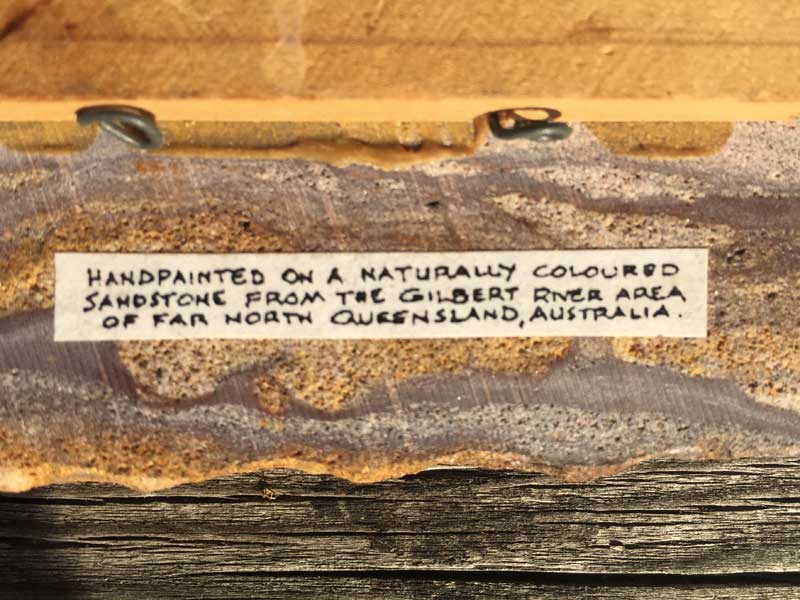 HANDPAINTED ON A NATURALLY COLOURED
SANDSTONE FROM THE GILBERT RIVER AREA
OF FAR NORTH QUEENSLAND, AUSTRALIA.